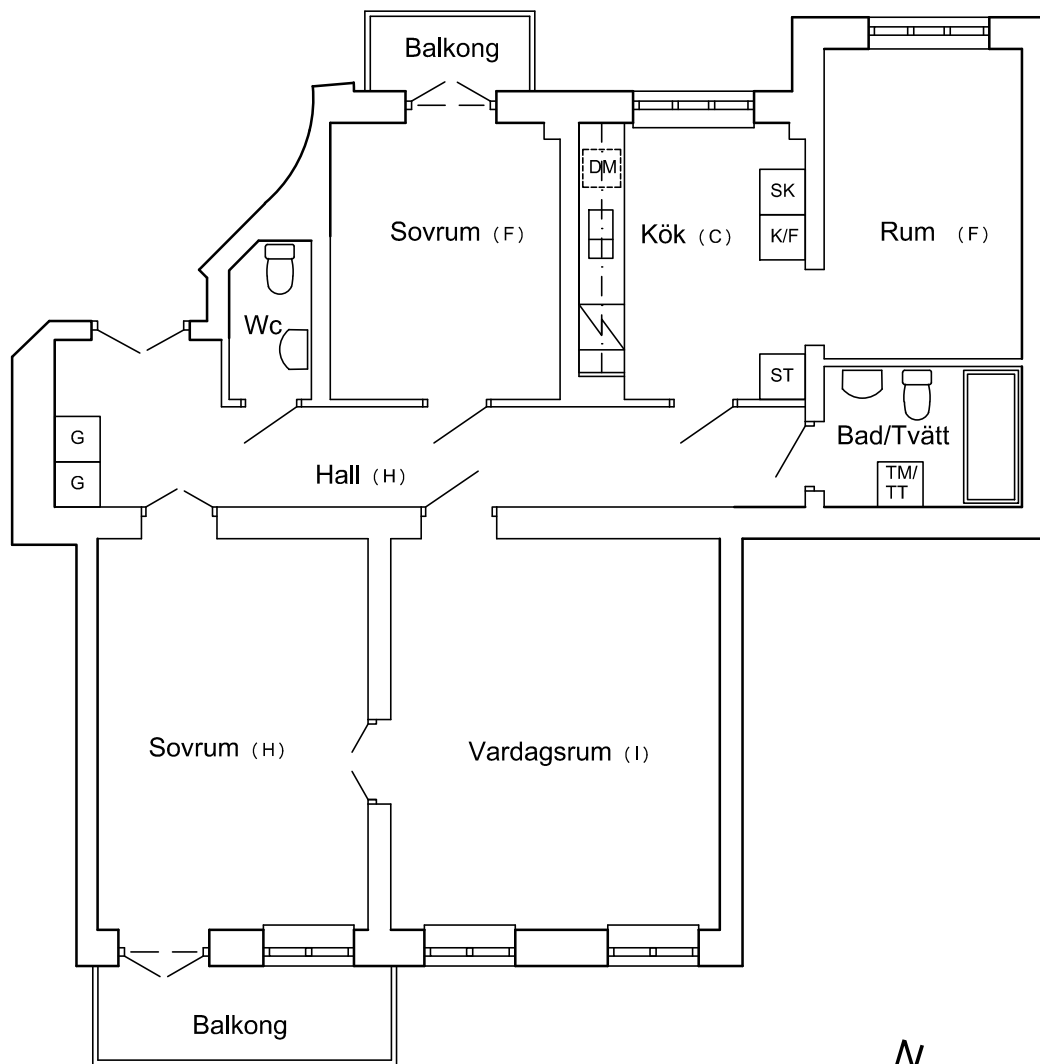 Balkong
DM
SK
Sovrum (F)
Kök (C)
K/F
Rum (F)
Wc
ST
G
Bad/Tvätt
Hall (H)
G
TM/
TT
Sovrum (H)
Vardagsrum (I)
Balkong
N